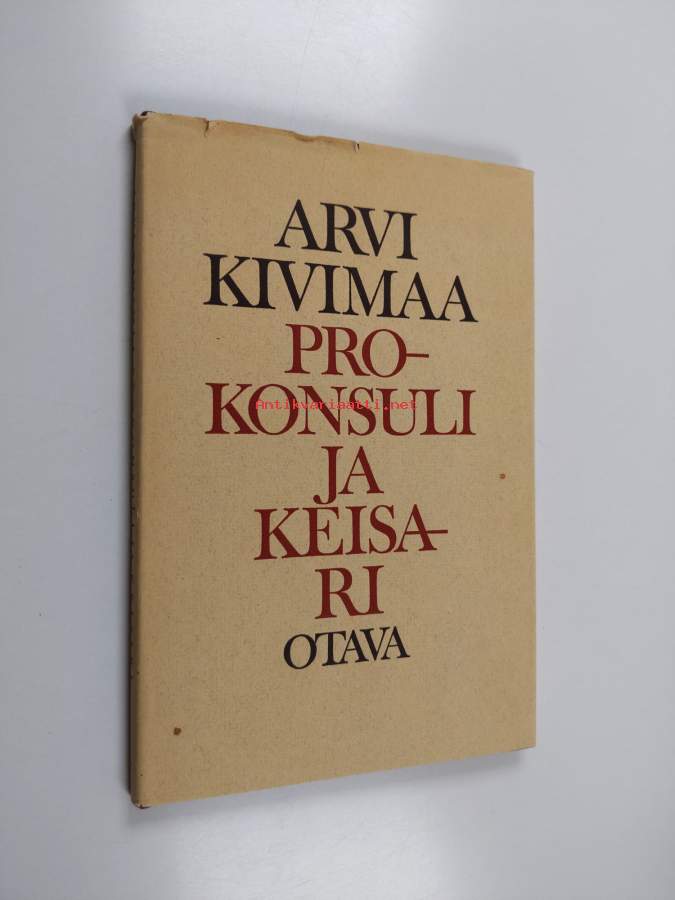 ARVI
KIVIMAA
PRO-
KONSULI
Antikvariaatti.net
JA
KEISA-
RI
OTAVA